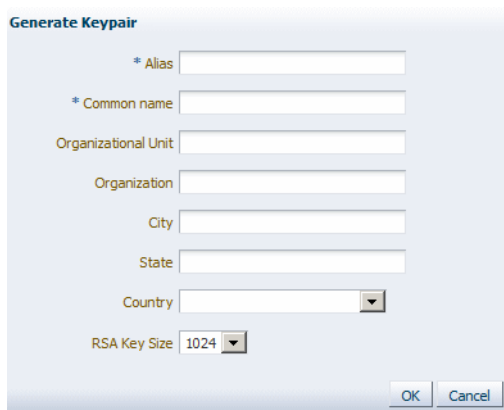 Generate Keypair
* Alias
* Common name
Organizational Unit
Organization
City
State
Country
RSA Key Size 1024
OK Cancel